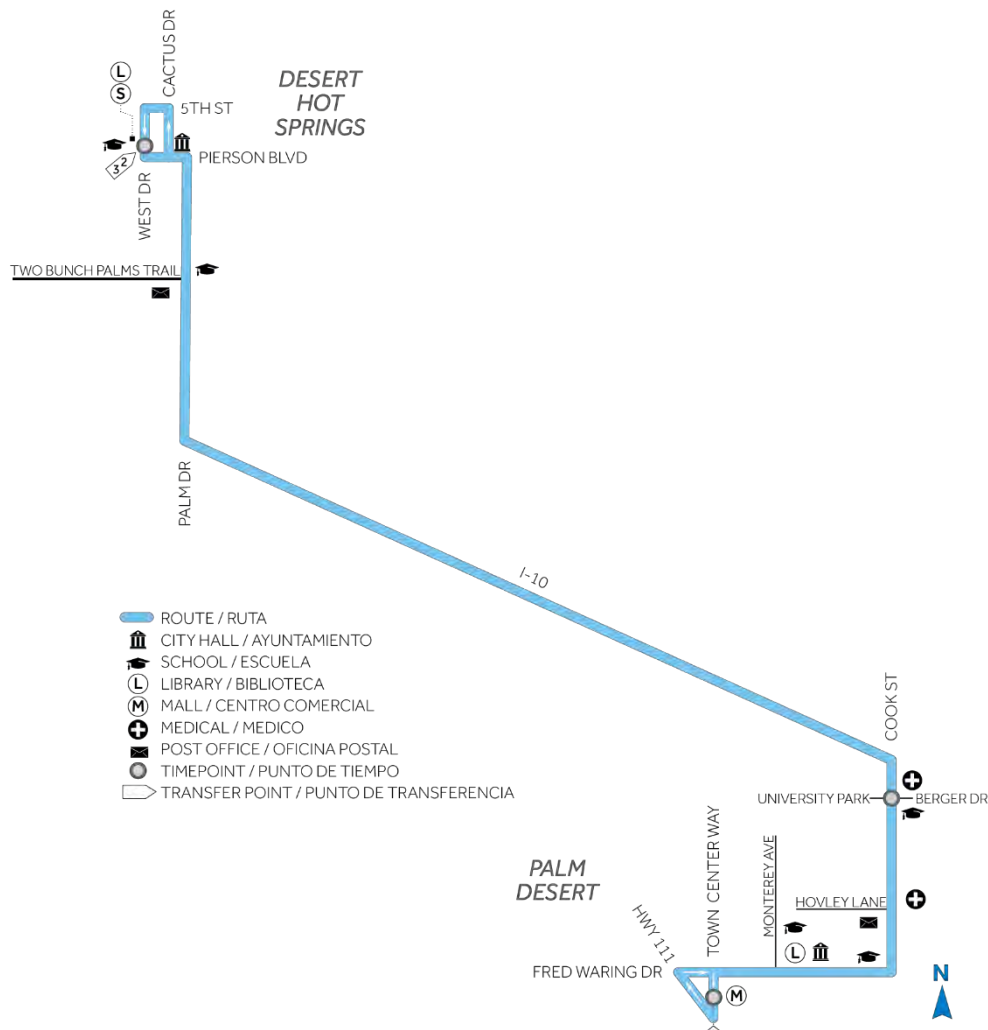 CACTUS DR
L
S
5TH ST
DESERT
HOT
SPRINGS
3 2
PIERSON BLVD
WEST DR
TWO BUNCH PALMS TRAIL
PALM DR
I-10
ROUTE / RUTA
CITY HALL / AYUNTAMIENTO
SCHOOL / ESCUELA
L LIBRARY / BIBLIOTECA
M MALL / CENTRO COMERCIAL
MEDICAL / MEDICO
POST OFFICE / OFICINA POSTAL
TIMEPOINT / PUNTO DE TIEMPO
TRANSFER POINT / PUNTO DE TRANSFERENCIA
COOK ST
UNIVERSITY PARK
BERGER DR
PALM
DESERT
HWY 111
TOWN CENTER WAY
MONTEREY AVE
HOVLEY LANE
L
FRED WARING DR
M
N